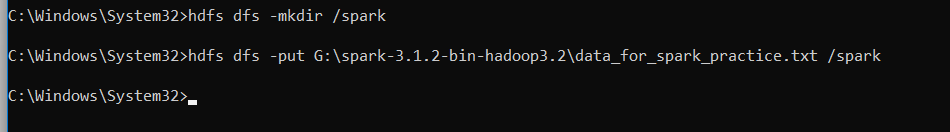 C:\Windows\System32>hdfs dfs -mkdir /spark
C:\Windows\System32>hdfs dfs -put G:\spark-3.1.2-bin-hadoop3.2\data_for_spark_practice.txt /spark
C:\Windows\System32>